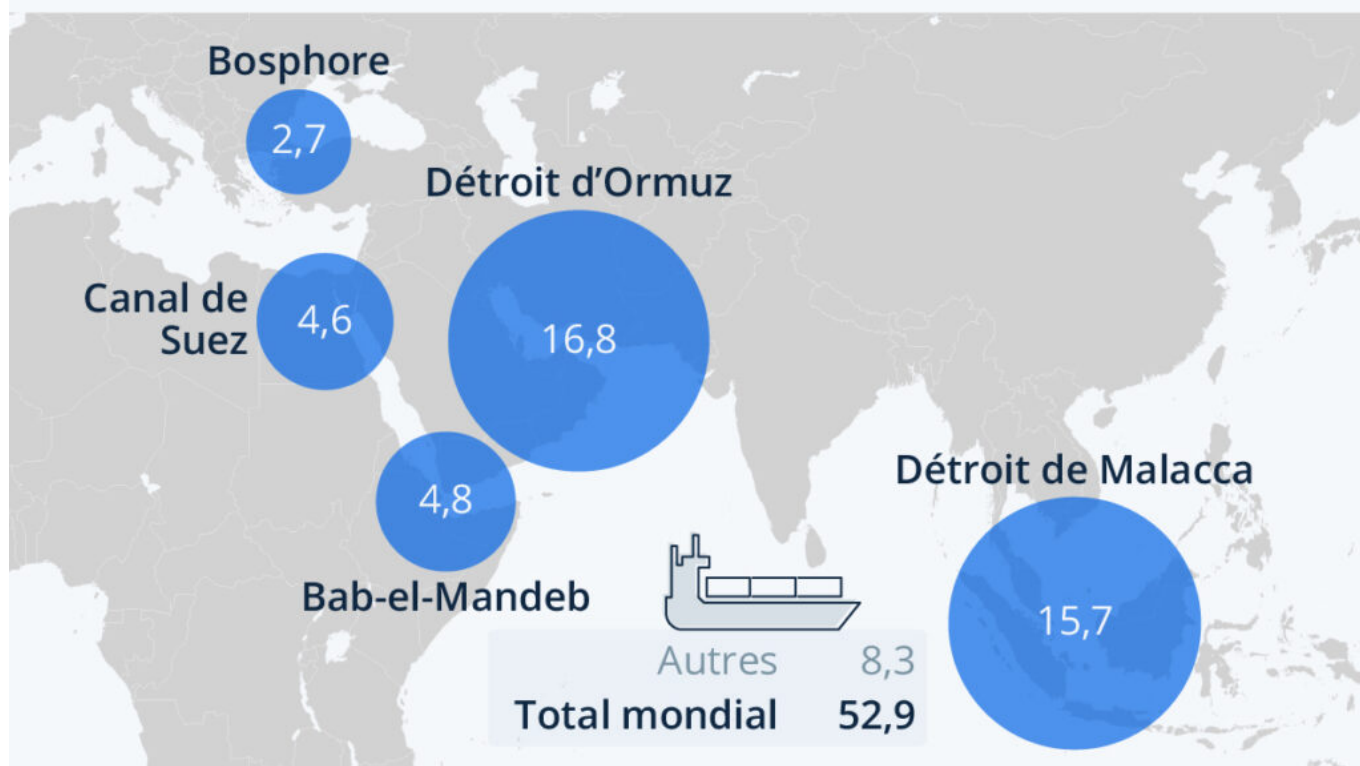 Bosphore
2,7
Détroit d’Ormuz
Canal de
Suez
4,6
16,8
4,8
Bab-el-Mandeb
Détroit de Malacca
15,7
Autres 8,3
Total mondial 52,9